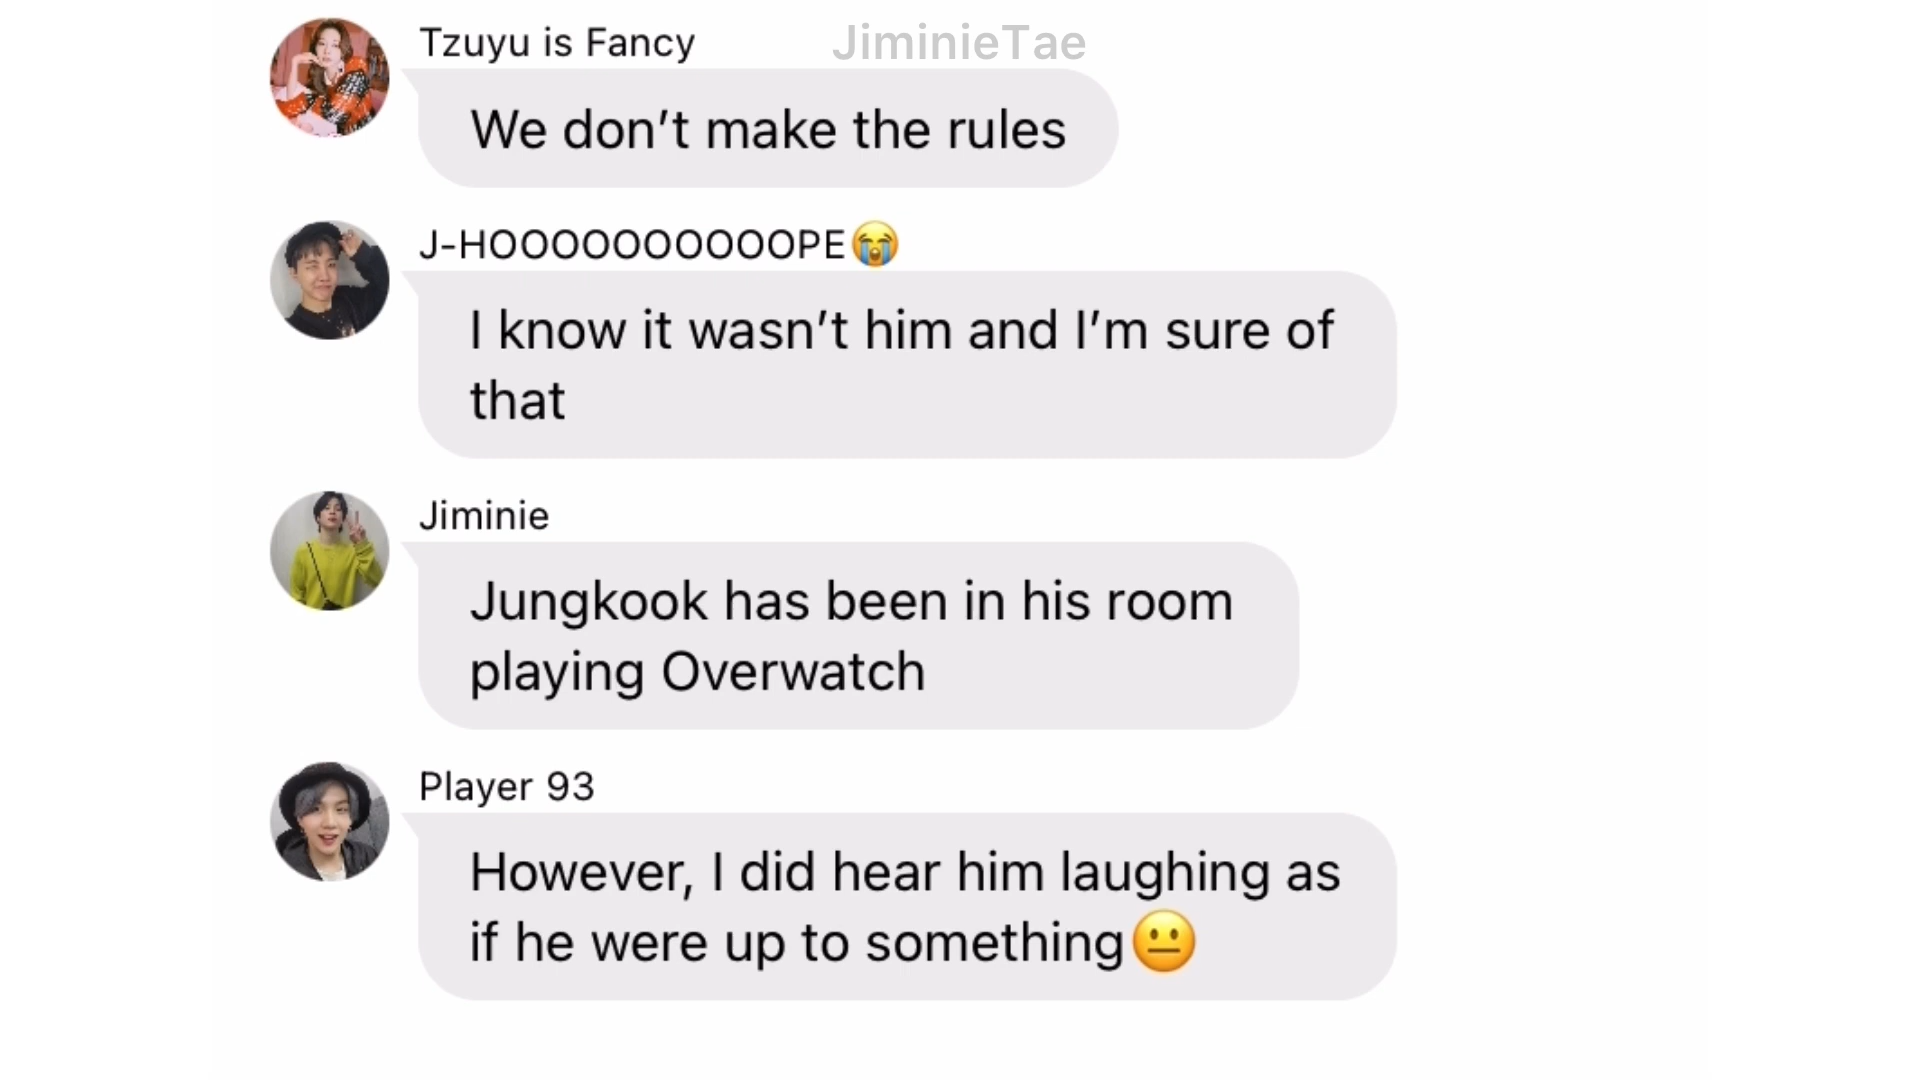 Tzuyu is Fancy
JiminieTae
We don’t make the rules
J-HOOOOOOOOOOPE😭
I know it wasn’t him and I’m sure of
that
Jiminie
Jungkook has been in his room
playing Overwatch
Player 93
However, I did hear him laughing as
if he were up to something😐